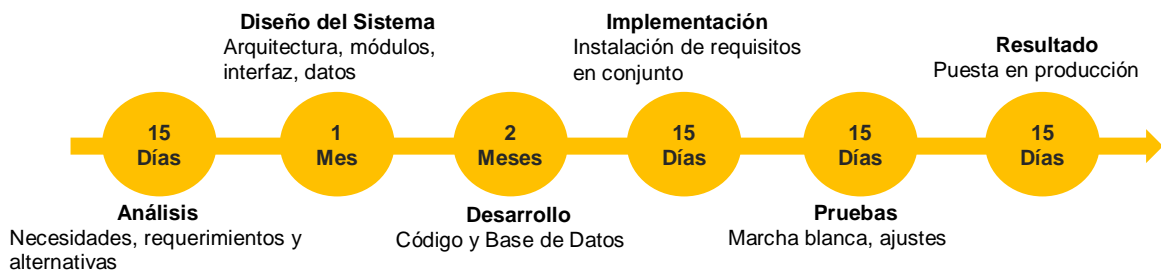 Diseño del Sistema
Arquitectura, módulos,
interfaz, datos
Implementación
Instalación de requisitos
en conjunto
Resultado
Puesta en producción
15
Días
1
Mes
2
Meses
15
Días
15
Días
15
Días
Análisis
Necesidades, requerimientos y
alternativas
Desarrollo
Código y Base de Datos
Pruebas
Marcha blanca, ajustes